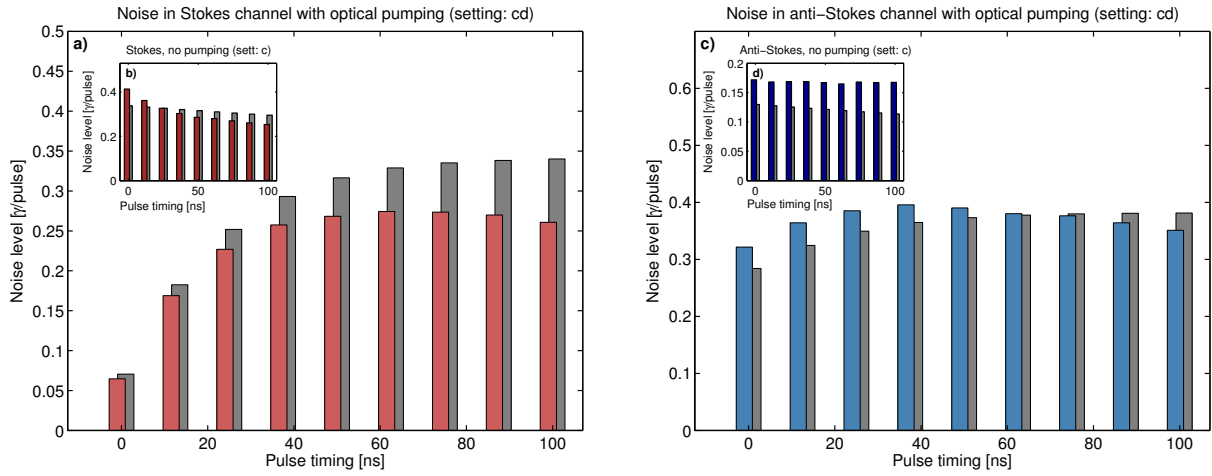 Noise in Stokes channel with optical pumping (setting: cd)
a)
Noise level [γ/pulse]
0.5
0.45
0.4
0.35
0.3
0.25
0.2
0.15
0.1
0.05
0
0
20
40
60
80
100
Pulse timing [ns]
Stokes, no pumping (sett: c)
b)
Noise level [γ/pulse]
0.4
0.2
0
0
50
100
Pulse timing [ns]
Noise in anti−Stokes channel with optical pumping (setting: cd)
c)
Noise level [γ/pulse]
0.6
0.5
0.4
0.3
0.2
0.1
0
0
20
40
60
80
100
Pulse timing [ns]
Anti−Stokes, no pumping (sett: c)
d)
Noise level [γ/pulse]
0.2
0.15
0.1
0.05
0
0
50
100
Pulse timing [ns]